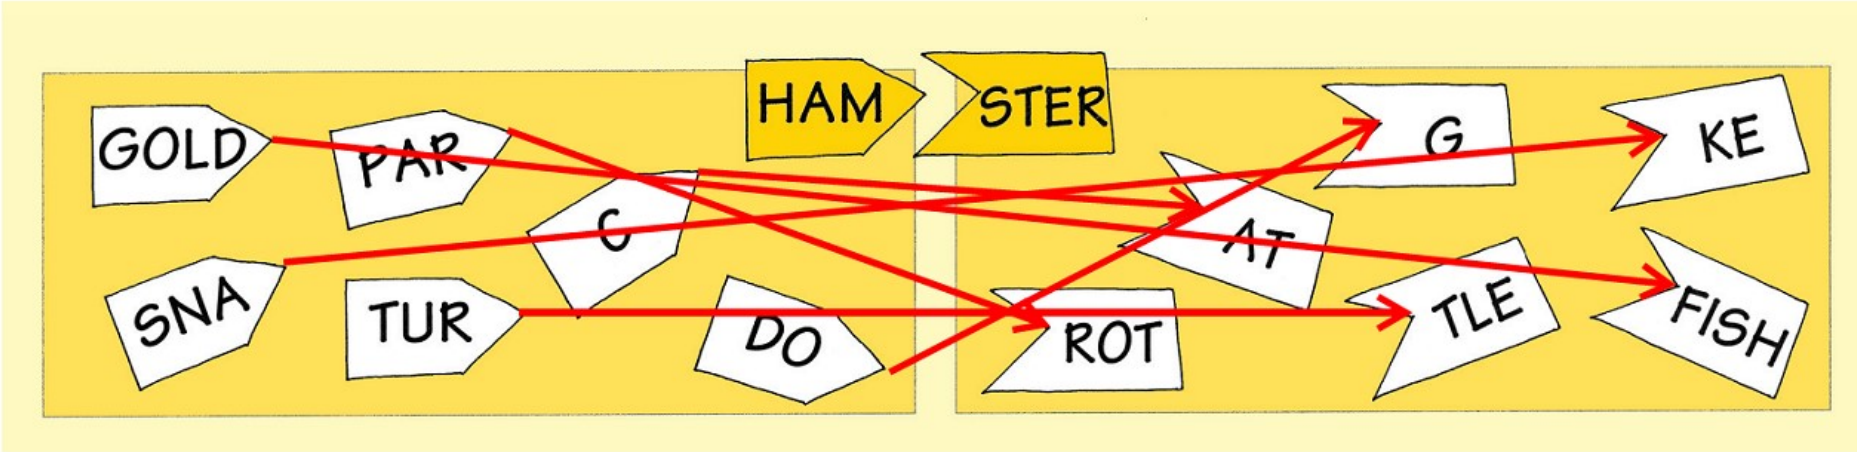 HAM STER
GOLD PAR G KE
C AT
SNA TUR DO ROT TLE FISH